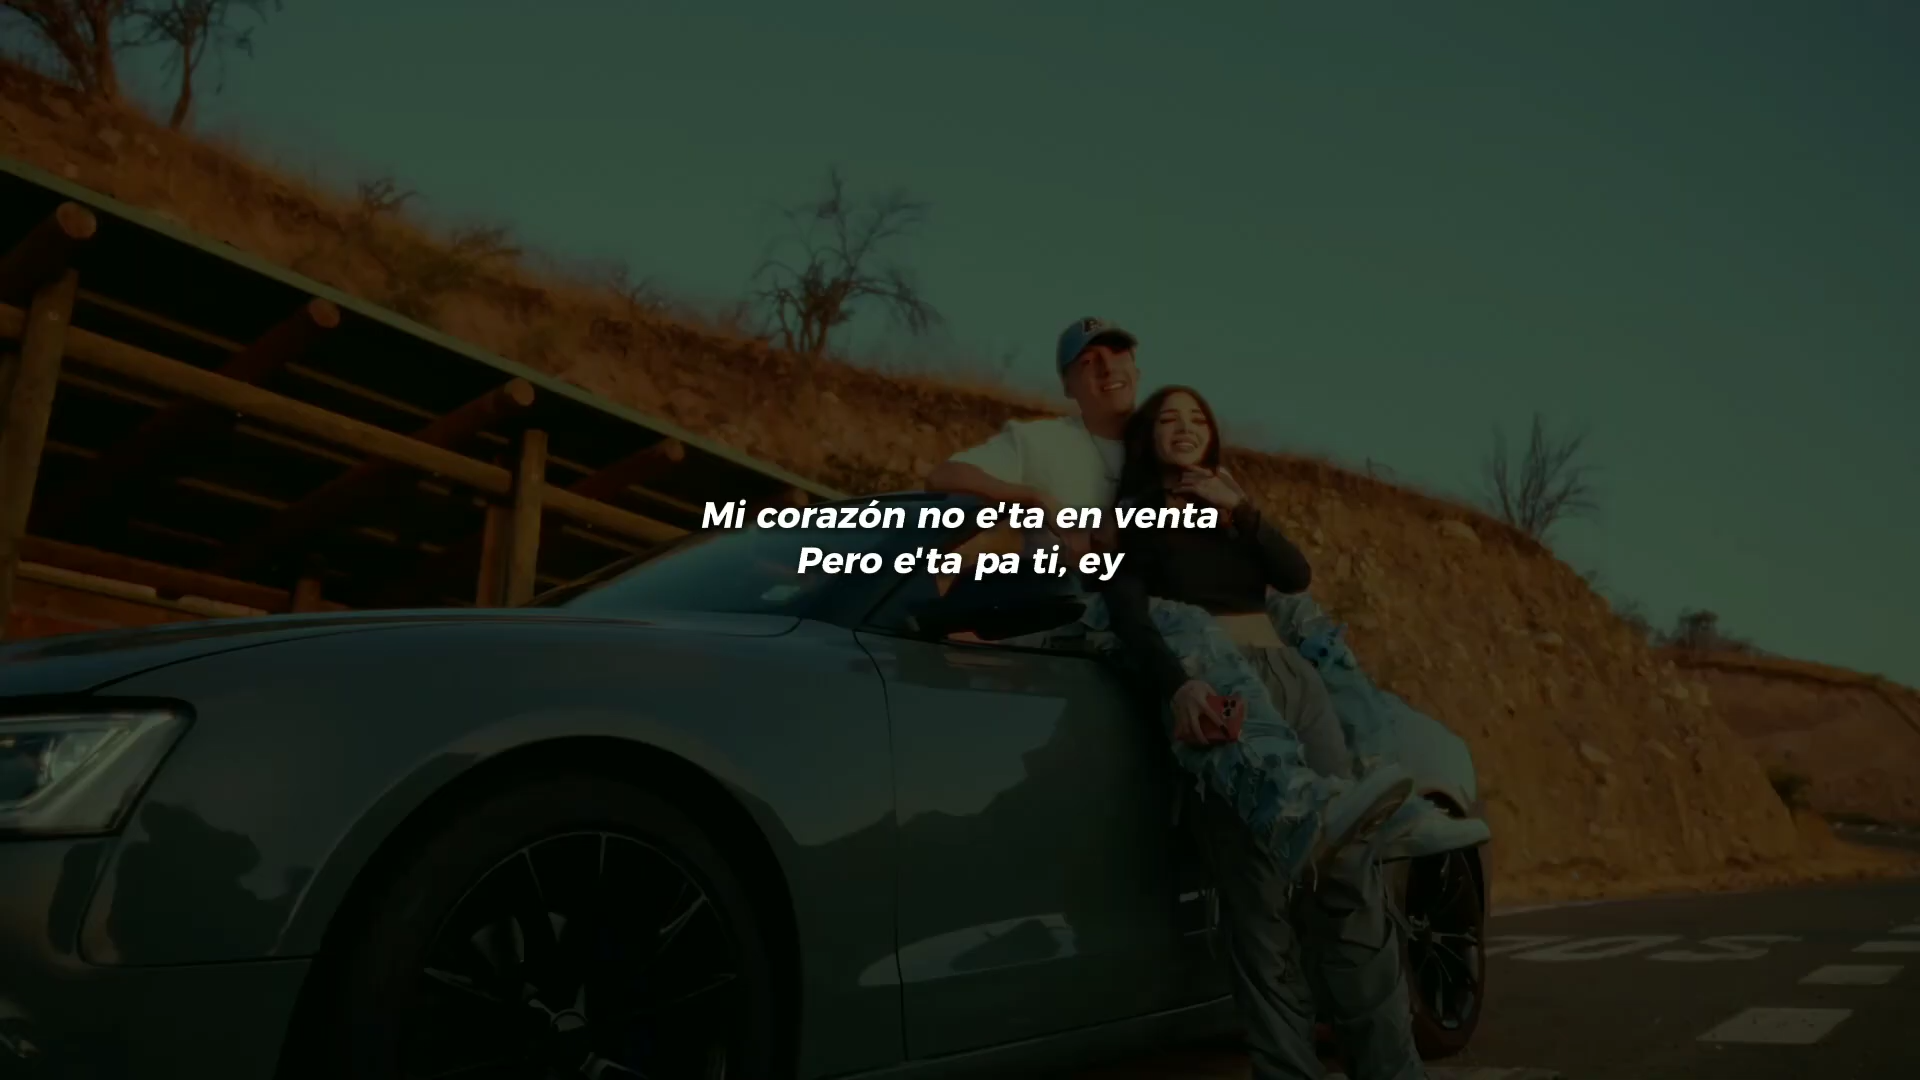 Mi corazón no e'ta en venta
Pero e'ta pa ti, ey